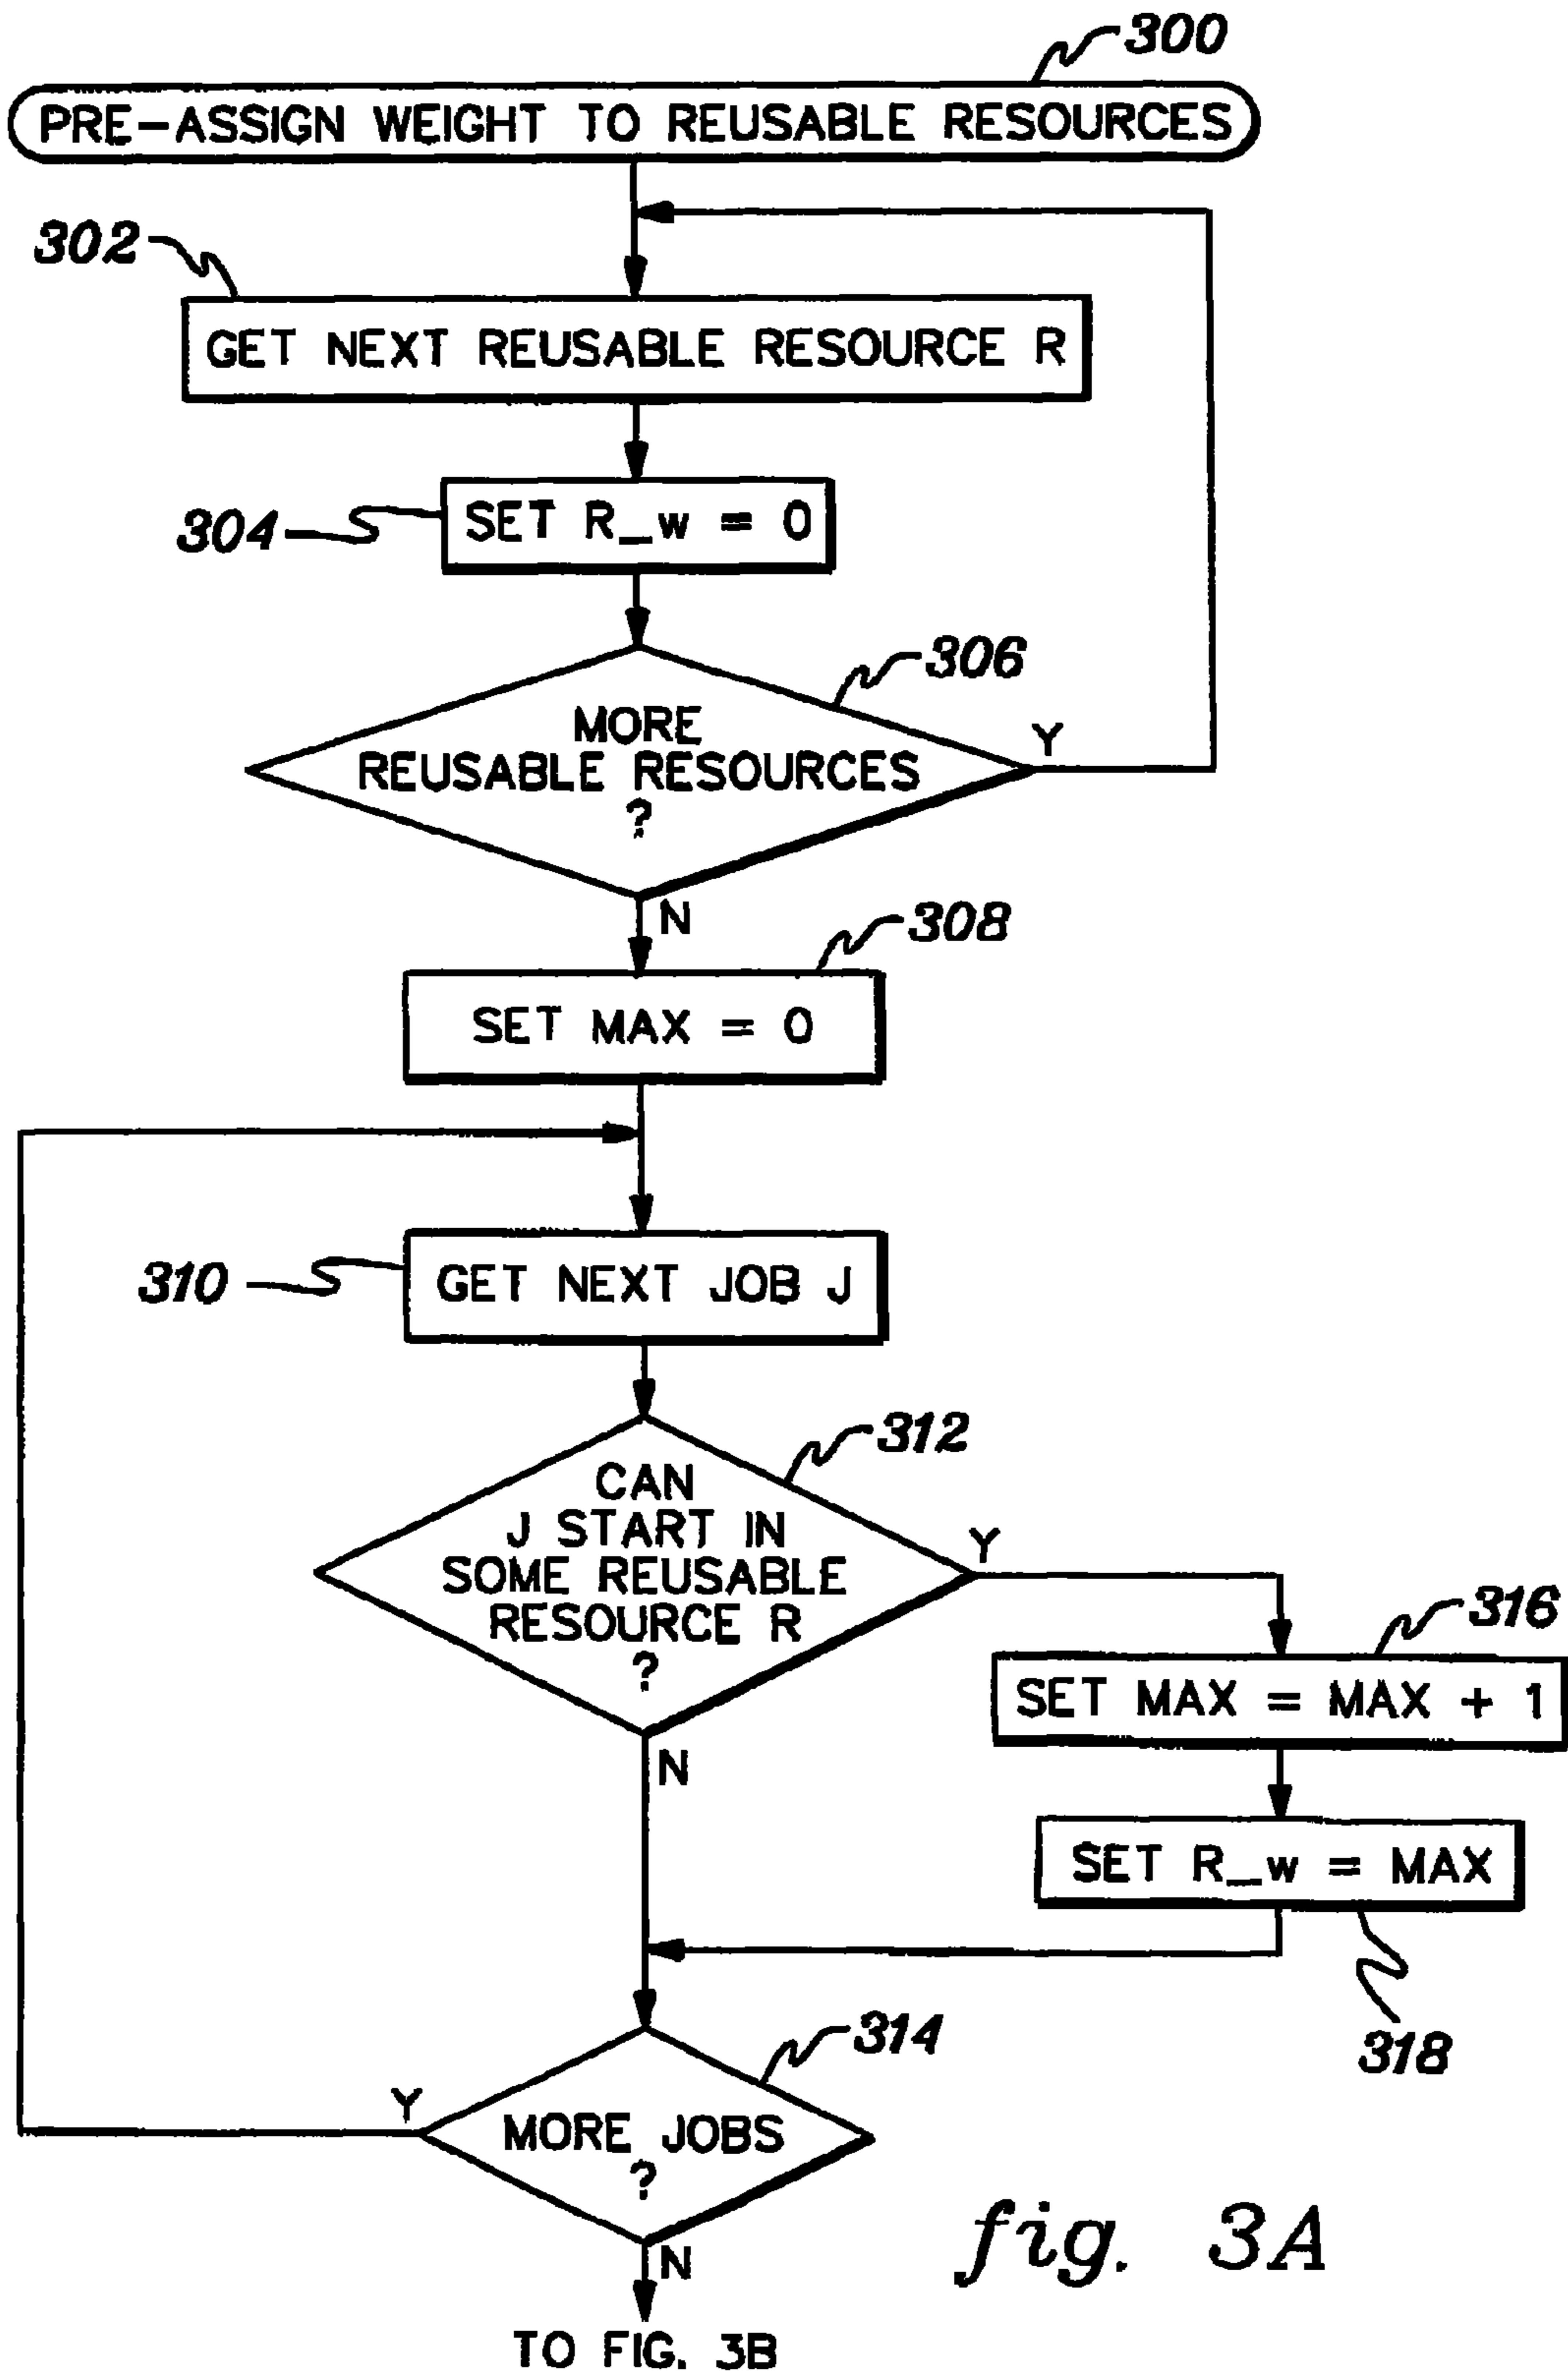 300
PRE-ASSIGN WEIGHT TO REUSABLE RESOURCES
302
GET NEXT REUSABLE RESOURCE R
304
SET R_w = 0
306
MORE
REUSABLE RESOURCES
?
Y
N
308
SET MAX = 0
310
GET NEXT JOB J
312
CAN
J START IN
SOME REUSABLE
RESOURCE R
?
Y
N
316
SET MAX = MAX + 1
SET R_w = MAX
318
314
MORE JOBS
?
Y
N
TO FIG. 3B
fig. 3A